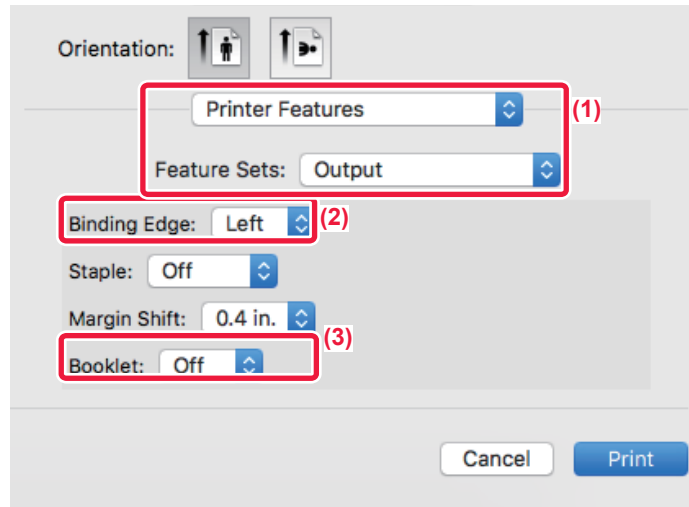 Orientation:
Printer Features
(1)
Feature Sets: Output
Binding Edge: Left
(2)
Staple: Off
Margin Shift: 0.4 in.
(3)
Booklet: Off
Cancel Print